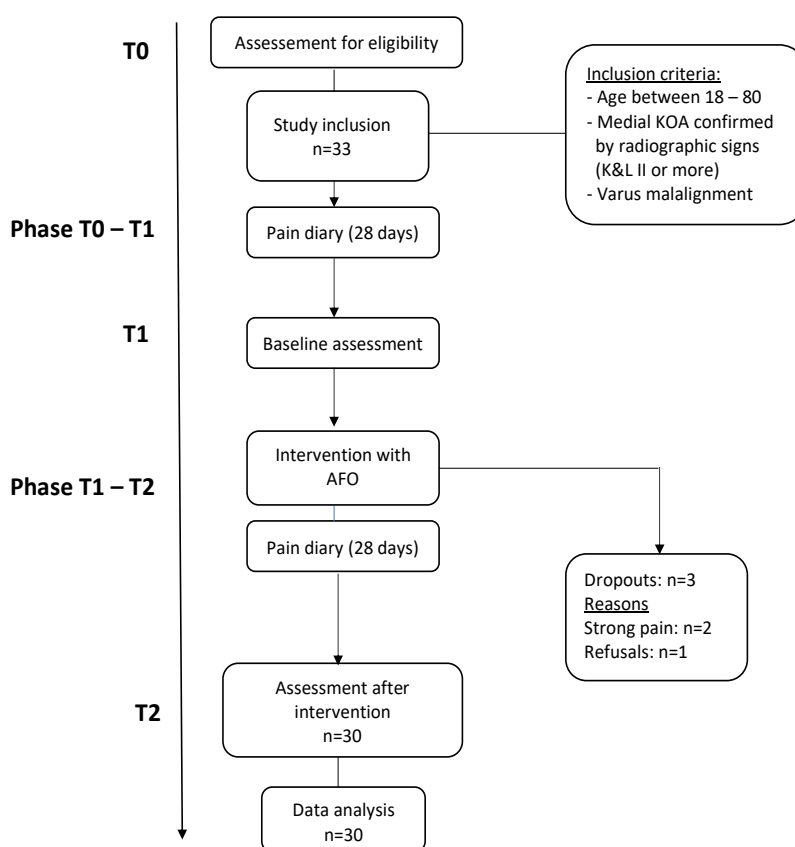 T0
Assessement for eligibility
Study inclusion
n=33
Inclusion criteria:
- Age between 18 – 80
- Medial KOA confirmed
by radiographic signs
(K&L II or more)
- Varus malalignment
Phase T0 – T1
Pain diary (28 days)
T1
Baseline assessment
Phase T1 – T2
Intervention with
AFO
Pain diary (28 days)
Dropouts: n=3
Reasons
Strong pain: n=2
Refusals: n=1
T2
Assessment after
intervention
n=30
Data analysis
n=30